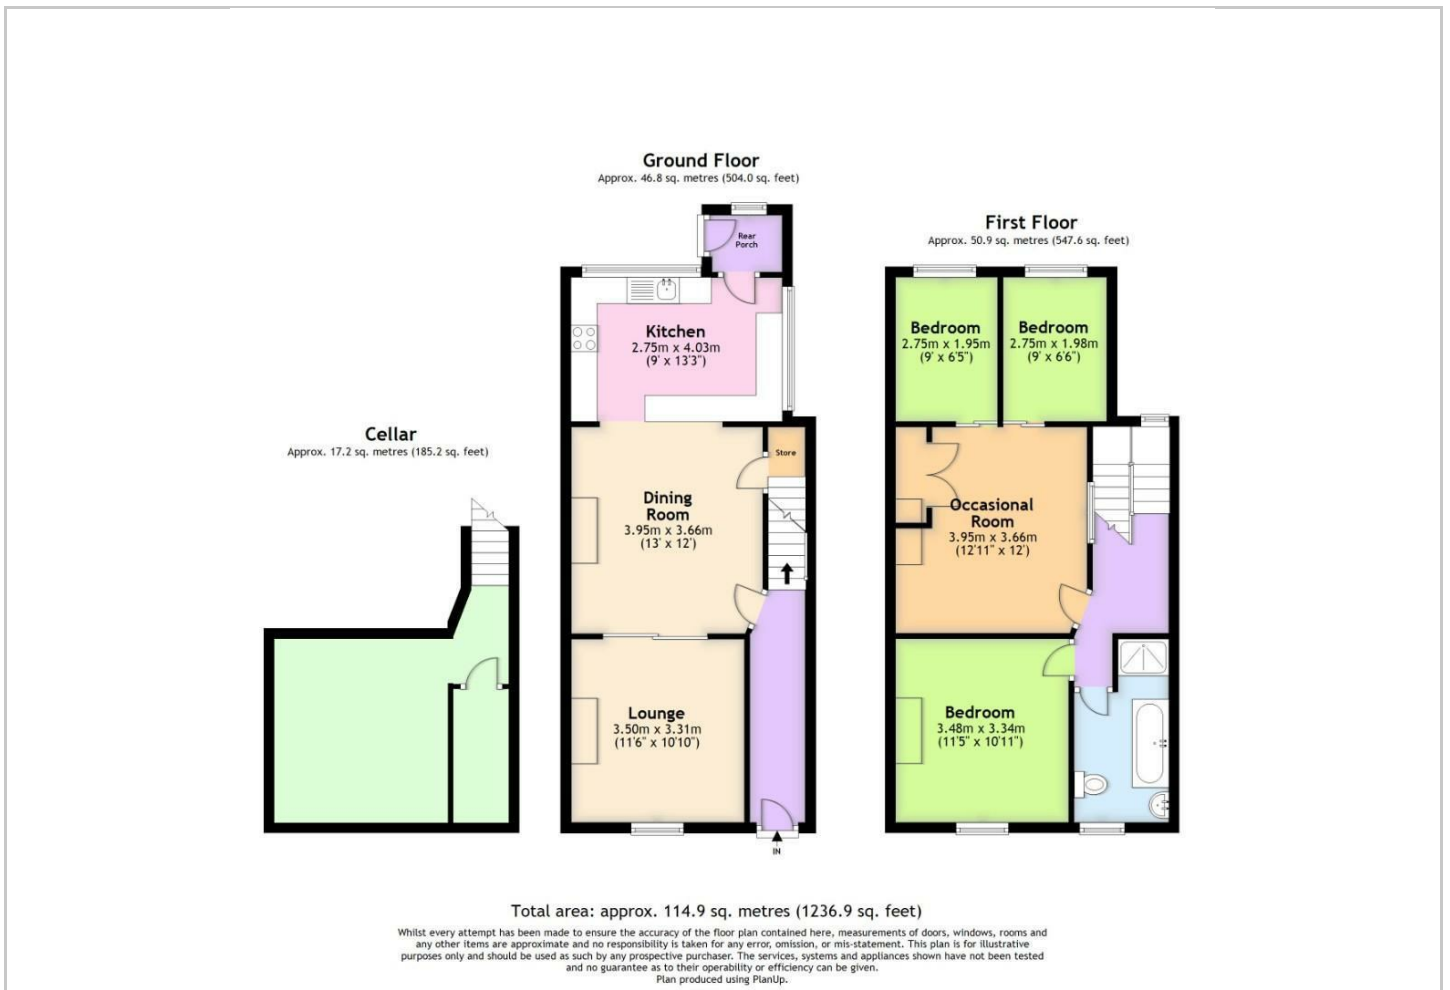 Ground Floor
Approx. 46.8 sq. metres (504.0 sq. feet)
Rear
Porch
Kitchen
2.75m x 4.03m
(9' x 13'3")
Store
Dining
Room
3.95m x 3.66m
(13' x 12')
Lounge
3.50m x 3.31m
(11'6" x 10'10")
IN
First Floor
Approx. 50.9 sq. metres (547.6 sq. feet)
Bedroom
2.75m x 1.95m
(9' x 6'5")
Bedroom
2.75m x 1.98m
(9' x 6'6")
Occasional
Room
3.95m x 3.66m
(12'11" x 12')
Bedroom
3.48m x 3.34m
(11'5" x 10'11")
Cellar
Approx. 17.2 sq. metres (185.2 sq. feet)
Total area: approx. 114.9 sq. metres (1236.9 sq. feet)
Whilst every attempt has been made to ensure the accuracy of the floor plan contained here, measurements of doors, windows, rooms and
any other items are approximate and no responsibility is taken for any error, omission, or mis-statement. This plan is for illustrative
purposes only and should be used as such by any prospective purchaser. The services, systems and appliances shown have not been tested
and no guarantee as to their operability or efficiency can be given.
Plan produced using PlanUp.